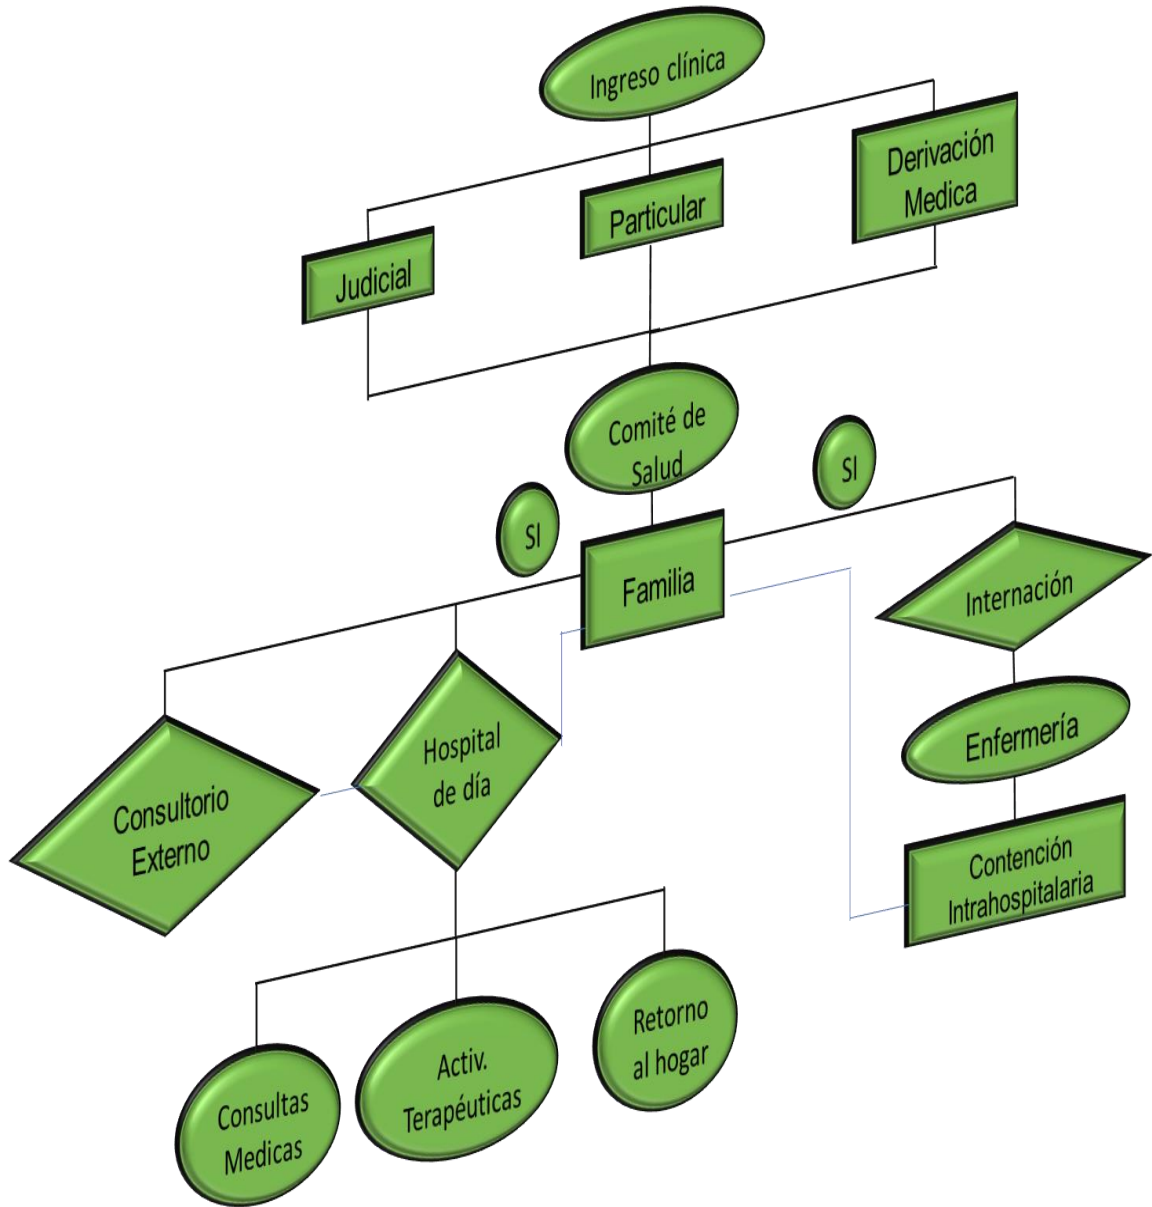 Ingreso clínica
Derivación
Medica
Particular
Judicial
Comité de
Salud
SI
SI
Familia
Internación
Hospital
de día
Enfermería
Consultorio
Externo
Contención
Intrahospitalaria
Retorno
al hogar
Activ.
Terapéuticas
Consultas
Medicas